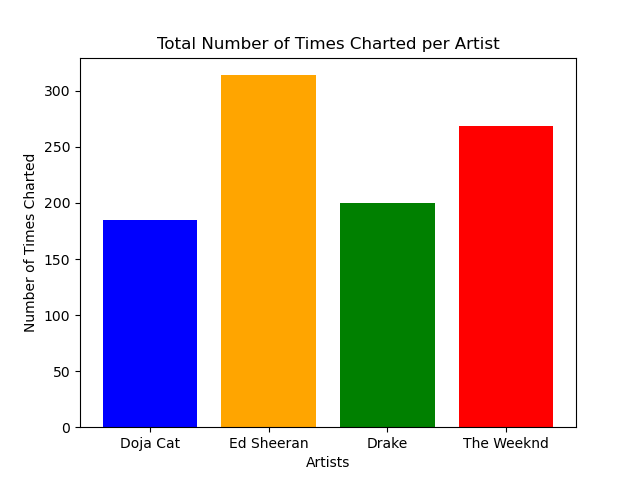 Total Number of Times Charted per Artist
Number of Times Charted
300
250
200
150
100
50
0
Doja Cat
Ed Sheeran
Drake
The Weeknd
Artists